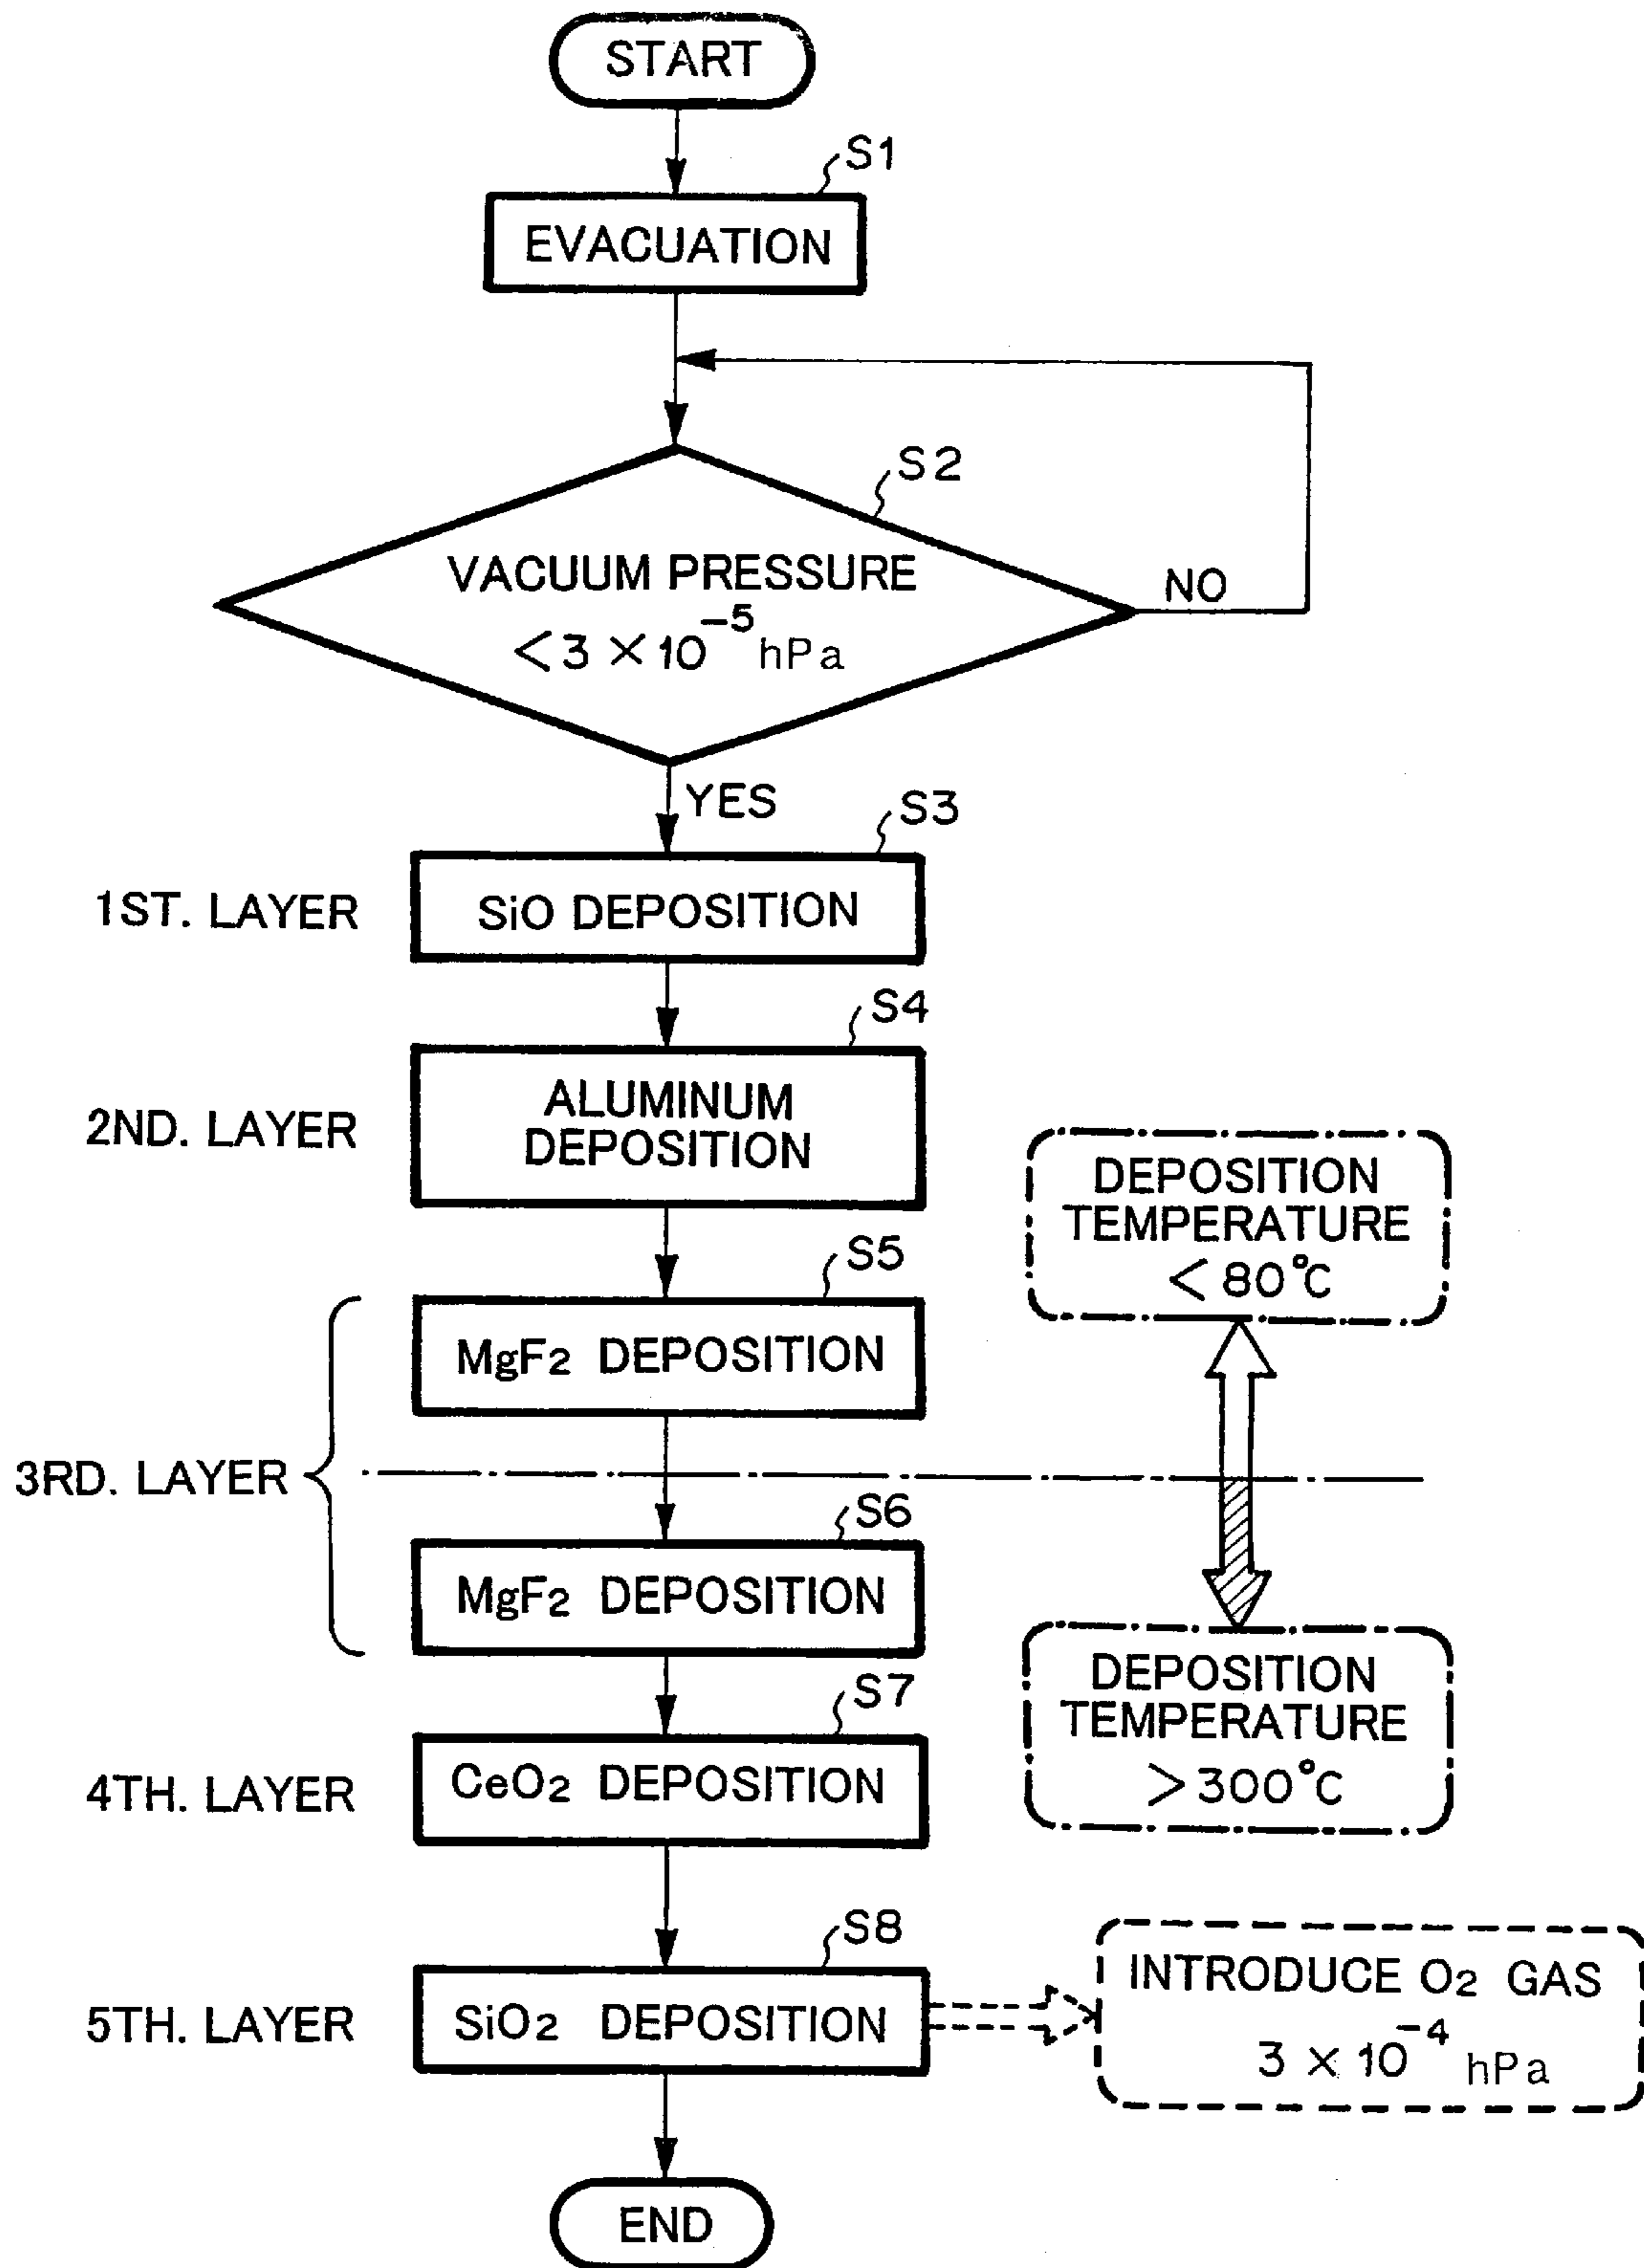 START
S1
EVACUATION
S2
VACUUM PRESSURE
< 3 × 10⁻⁵ hPa
NO
YES
S3
1ST. LAYER
SiO DEPOSITION
S4
2ND. LAYER
ALUMINUM
DEPOSITION
DEPOSITION
TEMPERATURE
< 80°C
S5
MgF2 DEPOSITION
3RD. LAYER
S6
MgF2 DEPOSITION
DEPOSITION
TEMPERATURE
> 300°C
S7
4TH. LAYER
CeO2 DEPOSITION
S8
5TH. LAYER
SiO2 DEPOSITION
INTRODUCE O2 GAS
3 × 10⁻⁴ hPa
END